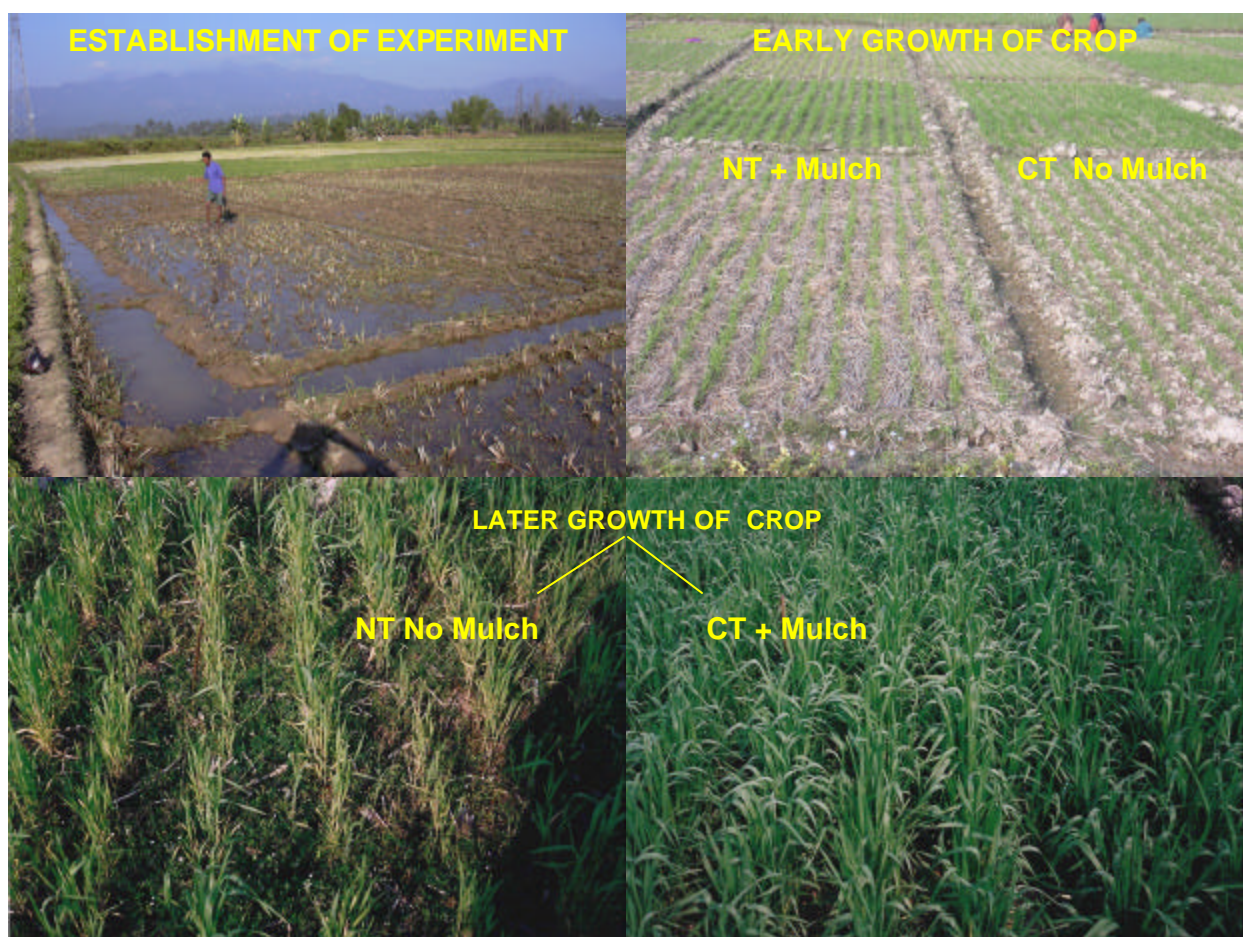 ESTABLISHMENT OF EXPERIMENT
EARLY GROWTH OF CROP
NT + Mulch
CT No Mulch
LATER GROWTH OF CROP
NT No Mulch
CT + Mulch